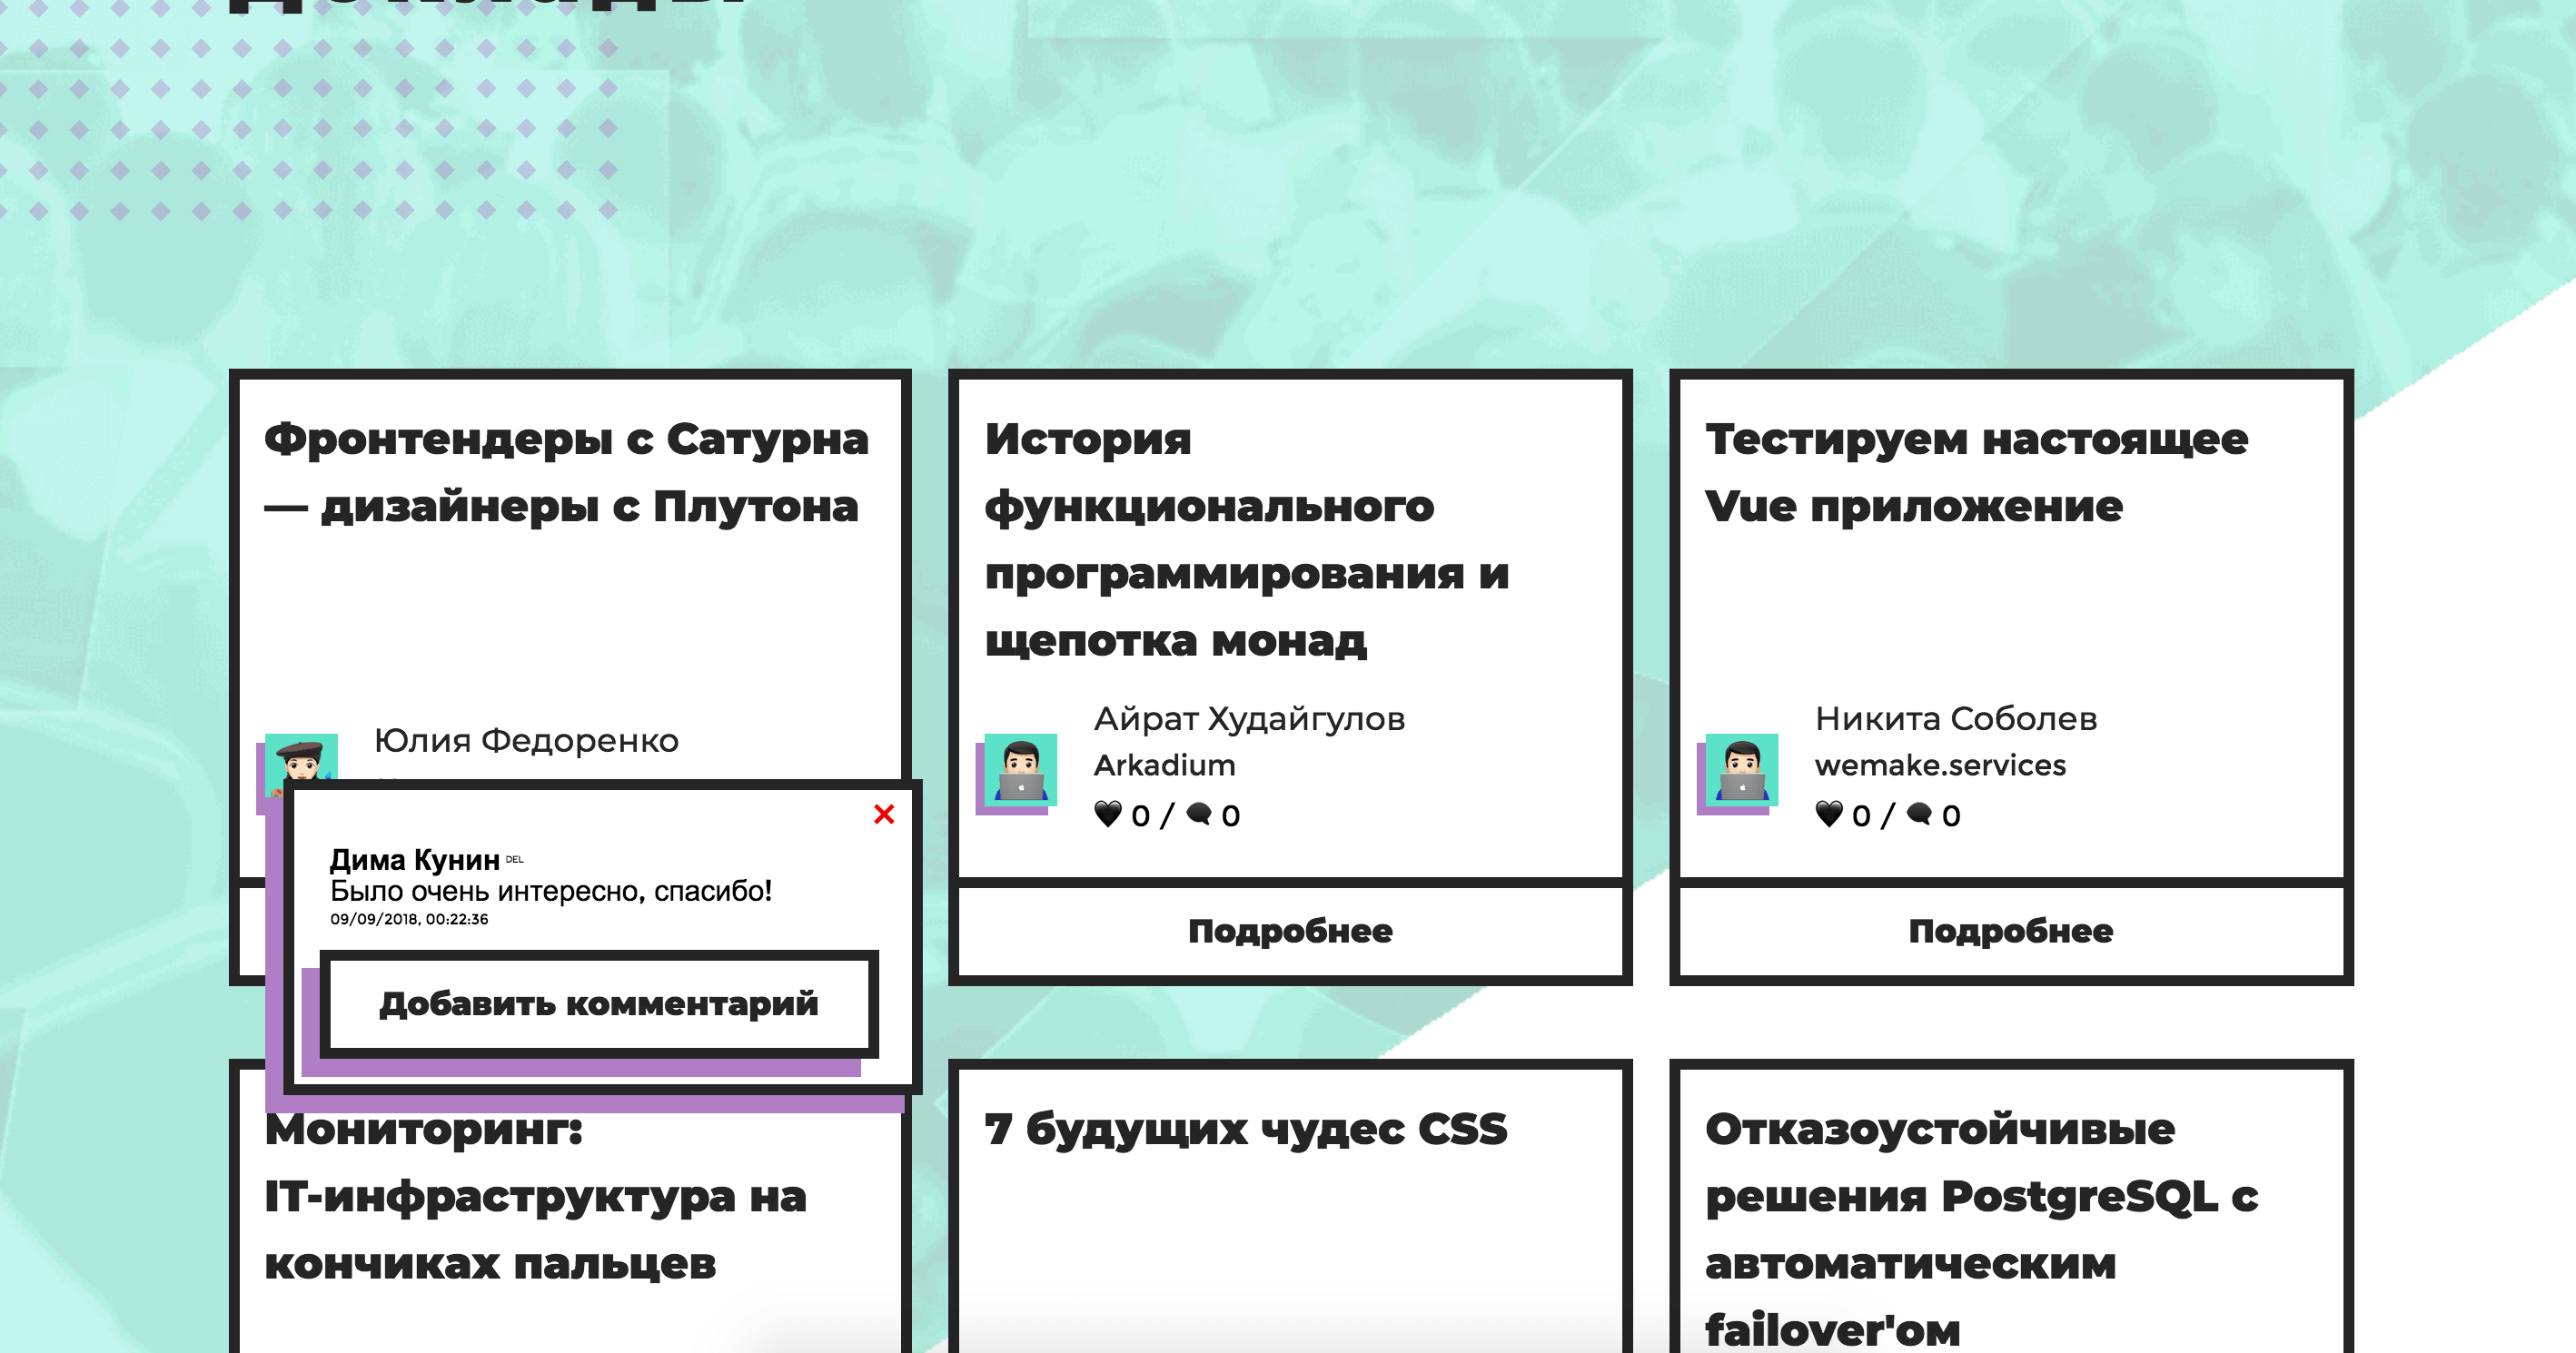 Доклады
Фронтендеры с Сатурна
— дизайнеры с Плутона
Юлия Федоренко
Дима Кунин DEL
Было очень интересно, спасибо!
09/09/2018, 00:22:36
Добавить комментарий
История
функционального
программирования и
щепотка монад
Айрат Худайгулов
Arkadium
🖤 0 / 🗨 0
Подробнее
Тестируем настоящее
Vue приложение
Никита Соболев
wemake.services
🖤 0 / 🗨 0
Подробнее
Мониторинг:
IT-инфраструктура на
кончиках пальцев
7 будущих чудес CSS
Отказоустойчивые
решения PostgreSQL с
автоматическим
failover'ом